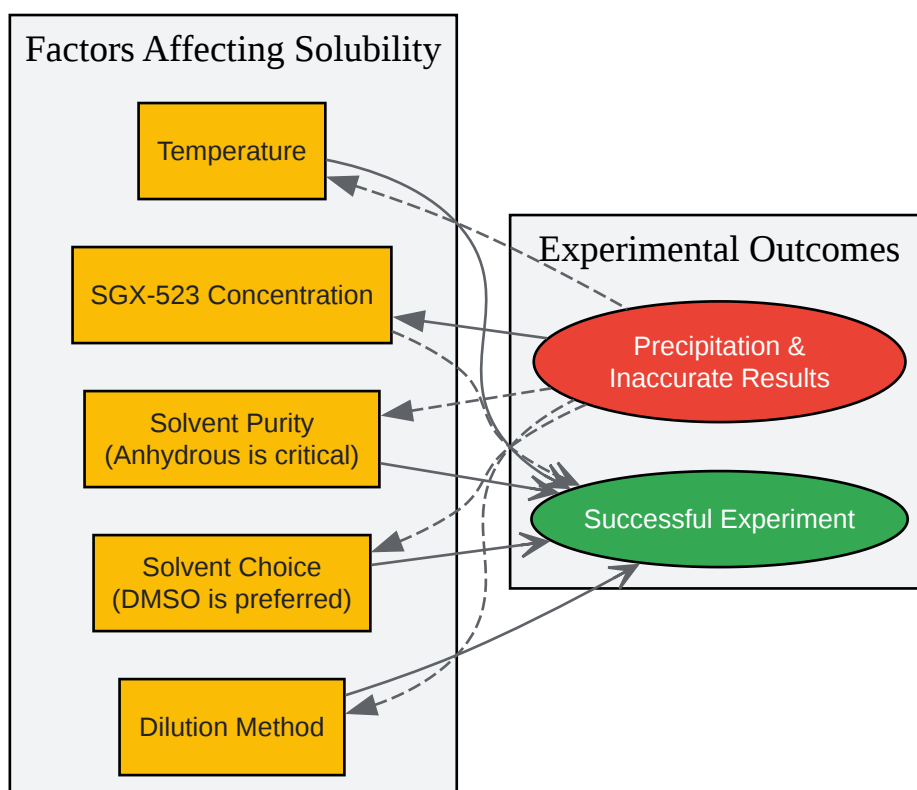 Factors Affecting Solubility
Temperature
SGX-523 Concentration
Solvent Purity
(Anhydrous is critical)
Solvent Choice
(DMSO is preferred)
Dilution Method
Experimental Outcomes
Precipitation &
Inaccurate Results
Successful Experiment